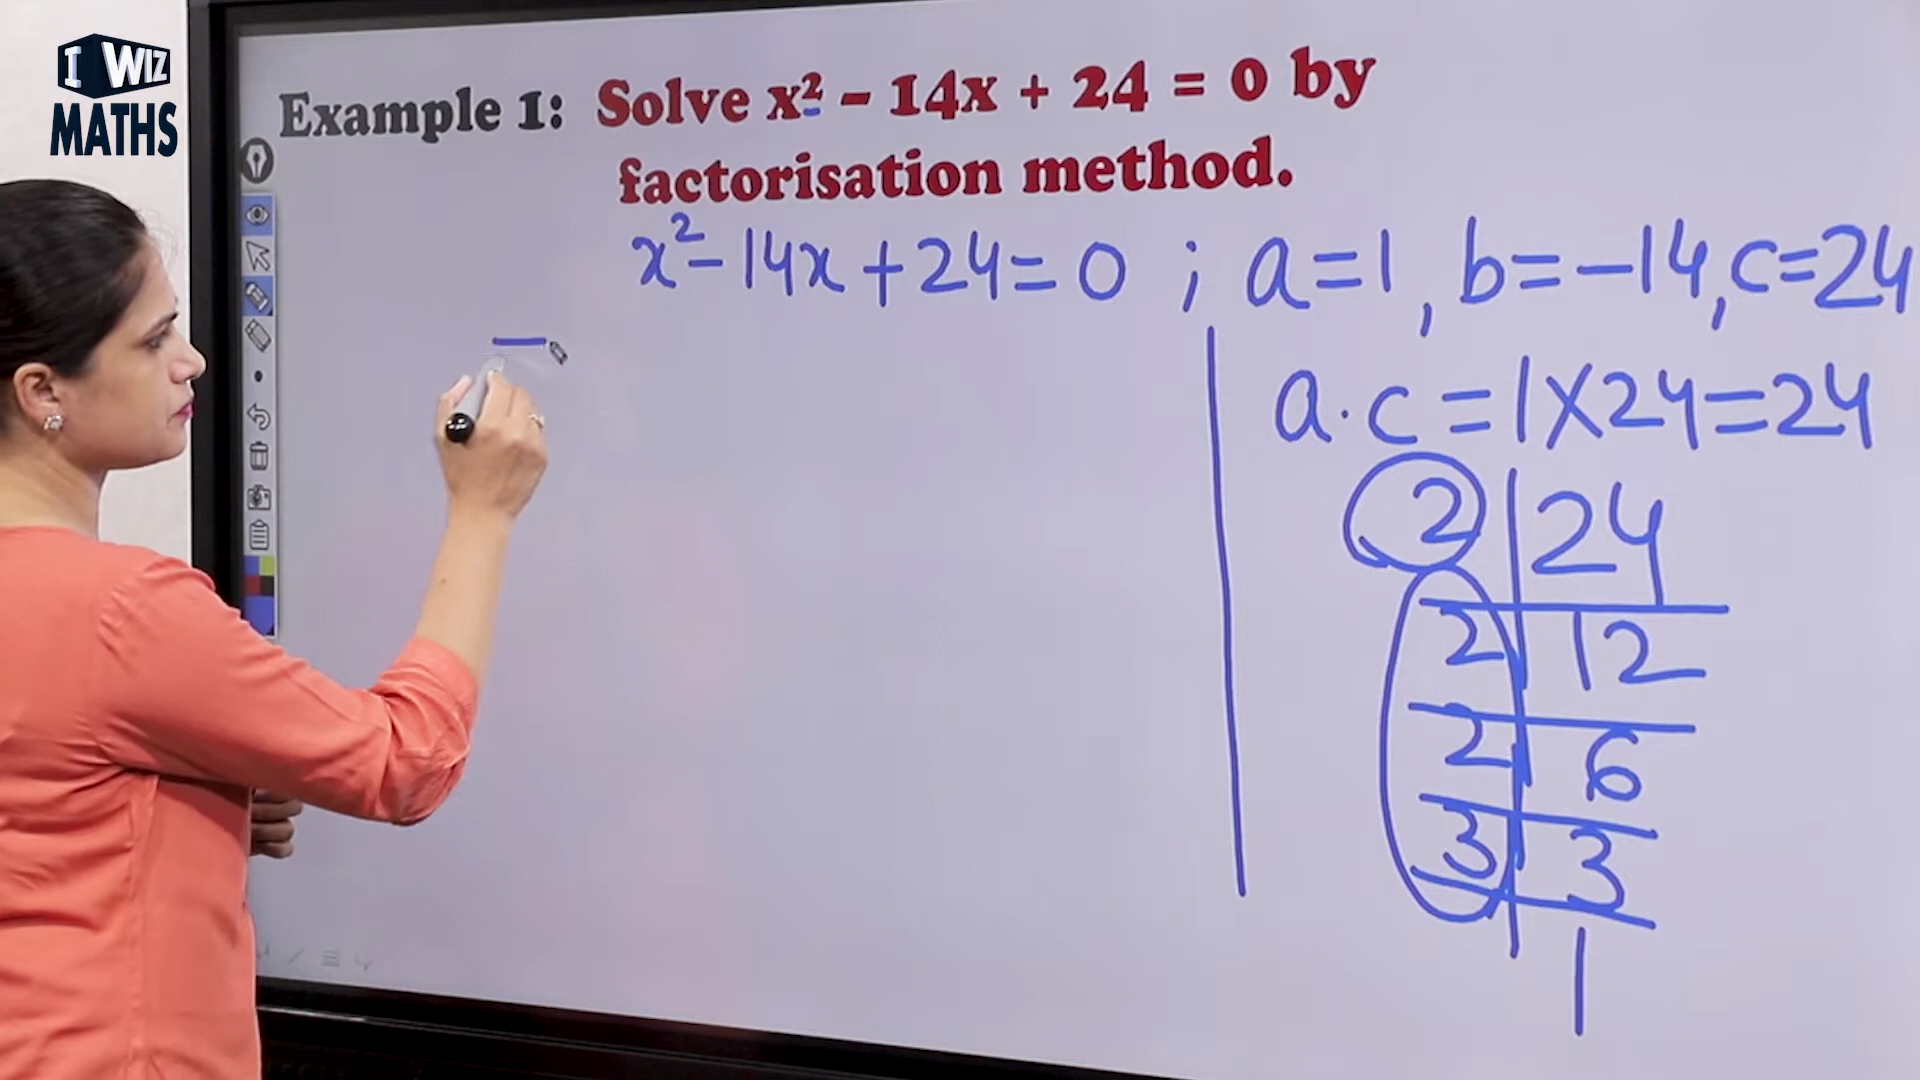 I WIZ
MATHS
Example 1: Solve x² – 14x + 24 = 0 by
factorisation method.
x² – 14x + 24 = 0 ; a = 1 , b = –14, c = 24
a . c = 1 X 24 = 24
2 | 24
2 | 12
2 | 6
3 | 3
1